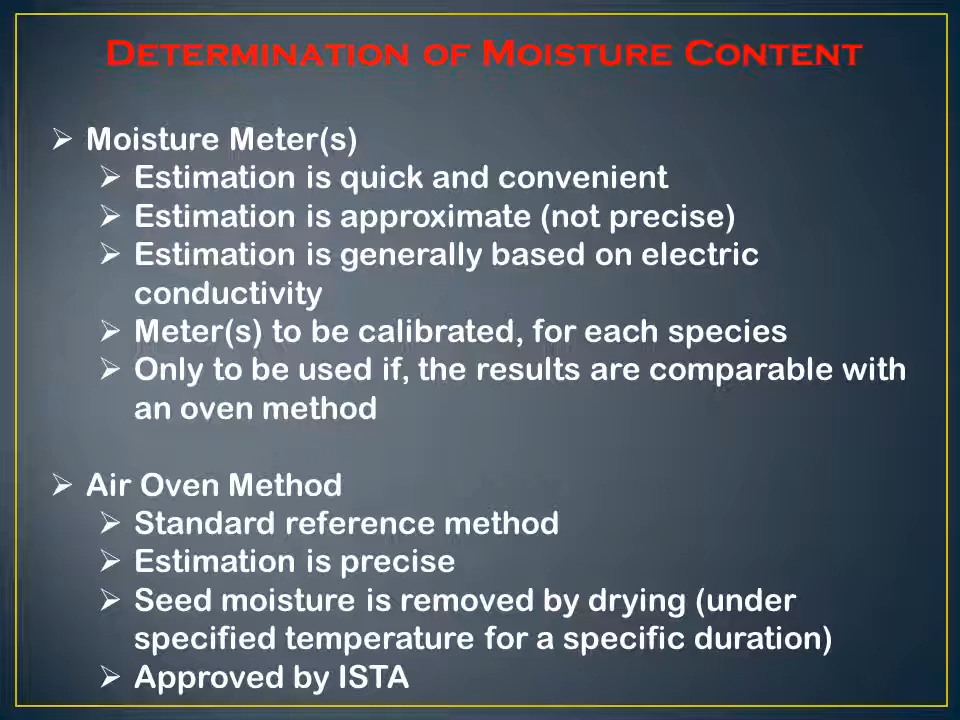 Determination of Moisture Content
➢ Moisture Meter(s)
➢ Estimation is quick and convenient
➢ Estimation is approximate (not precise)
➢ Estimation is generally based on electric
conductivity
➢ Meter(s) to be calibrated, for each species
➢ Only to be used if, the results are comparable with
an oven method
➢ Air Oven Method
➢ Standard reference method
➢ Estimation is precise
➢ Seed moisture is removed by drying (under
specified temperature for a specific duration)
➢ Approved by ISTA